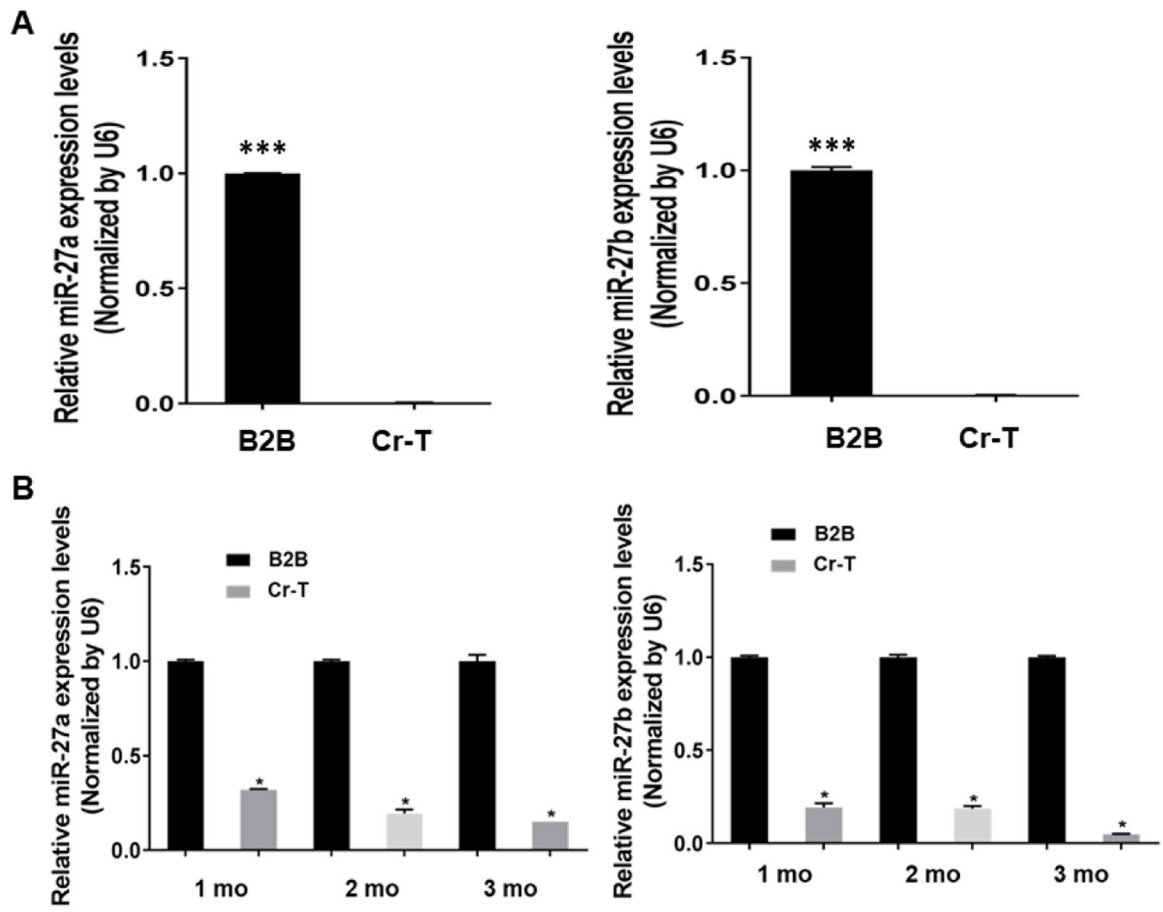 A
Relative miR-27a expression levels
(Normalized by U6)
1.5
1.0
0.5
0.0
***
B2B
Cr-T
Relative miR-27b expression levels
(Normalized by U6)
1.5
1.0
0.5
0.0
***
B2B
Cr-T
B
Relative miR-27a expression levels
(Normalized by U6)
1.5
1.0
0.5
0.0
B2B
Cr-T
*
*
*
1 mo
2 mo
3 mo
Relative miR-27b expression levels
(Normalized by U6)
1.5
1.0
0.5
0.0
B2B
Cr-T
*
*
*
1 mo
2 mo
3 mo